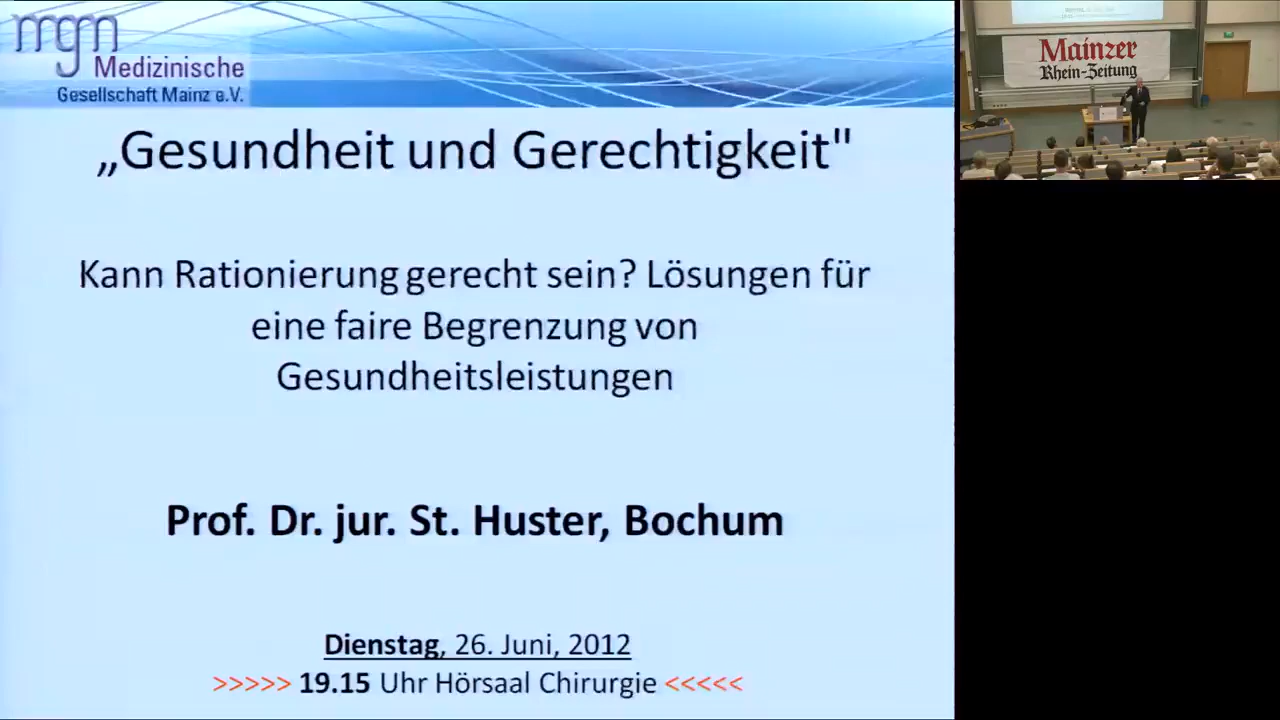 mgm
Medizinische
Gesellschaft Mainz e.V.
„Gesundheit und Gerechtigkeit"
Kann Rationierung gerecht sein? Lösungen für
eine faire Begrenzung von
Gesundheitsleistungen
Prof. Dr. jur. St. Huster, Bochum
Dienstag, 26. Juni, 2012
>>>>> 19.15 Uhr Hörsaal Chirurgie <<<<<
Mainzer
Rhein-Zeitung